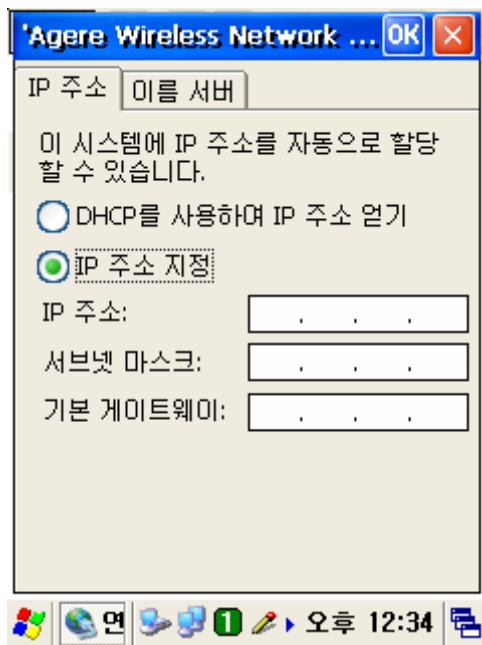 'Agere Wireless Network ... OK
IP 주소 이름 서버
이 시스템에 IP 주소를 자동으로 할당
할 수 있습니다.
DHCP를 사용하며 IP 주소 얻기
IP 주소 지정
IP 주소: . . .
서브넷 마스크: . . .
기본 게이트웨이: . . .
연 1 오후 12:34